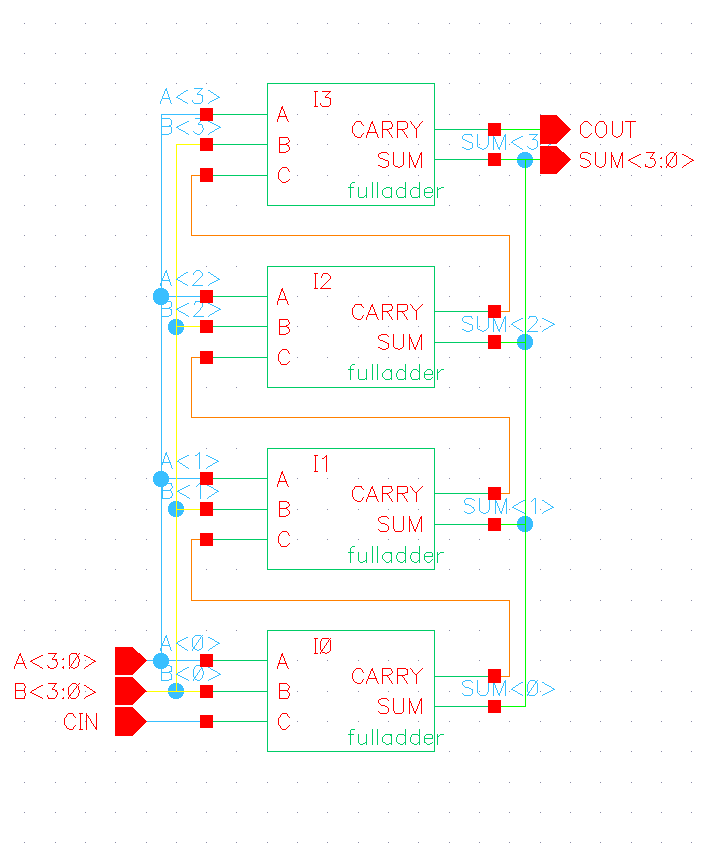 A<3>
I3
A
CARRY
COUT
B<3>
B
SUM<3
SUM
SUM<3:0>
C
fulladder
A<2>
I2
A
CARRY
B<2>
B
SUM<2>
SUM
C
fulladder
A<1>
I1
A
CARRY
B<1>
B
SUM<1>
SUM
C
fulladder
A<0>
I0
A<3:0>
A
CARRY
B<0>
B<3:0>
B
SUM<0>
SUM
CIN
C
fulladder